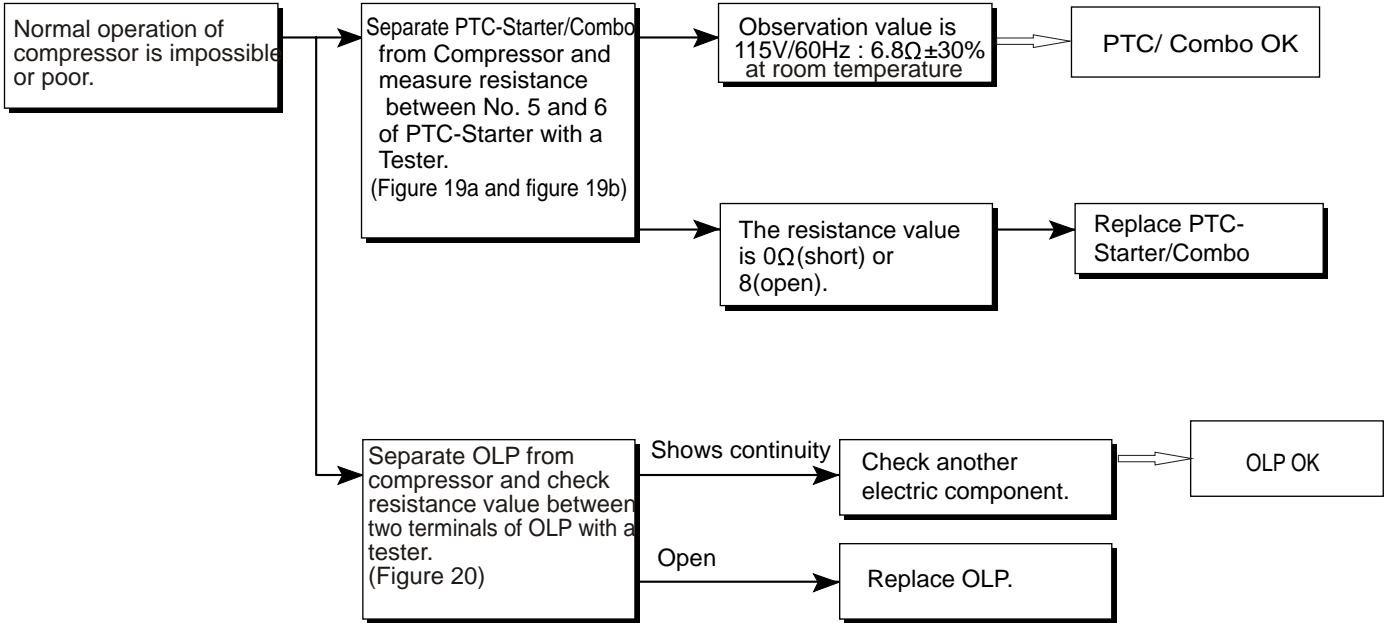 Normal operation of
compressor is impossible
or poor.
Separate PTC-Starter/Combo
from Compressor and
measure resistance
between No. 5 and 6
of PTC-Starter with a
Tester.
(Figure 19a and figure 19b)
Observation value is
115V/60Hz : 6.8Ω±30%
at room temperature
PTC/ Combo OK
The resistance value
is 0Ω(short) or
8(open).
Replace PTC-
Starter/Combo
Separate OLP from
compressor and check
resistance value between
two terminals of OLP with a
tester.
(Figure 20)
Shows continuity
Check another
electric component.
OLP OK
Open
Replace OLP.